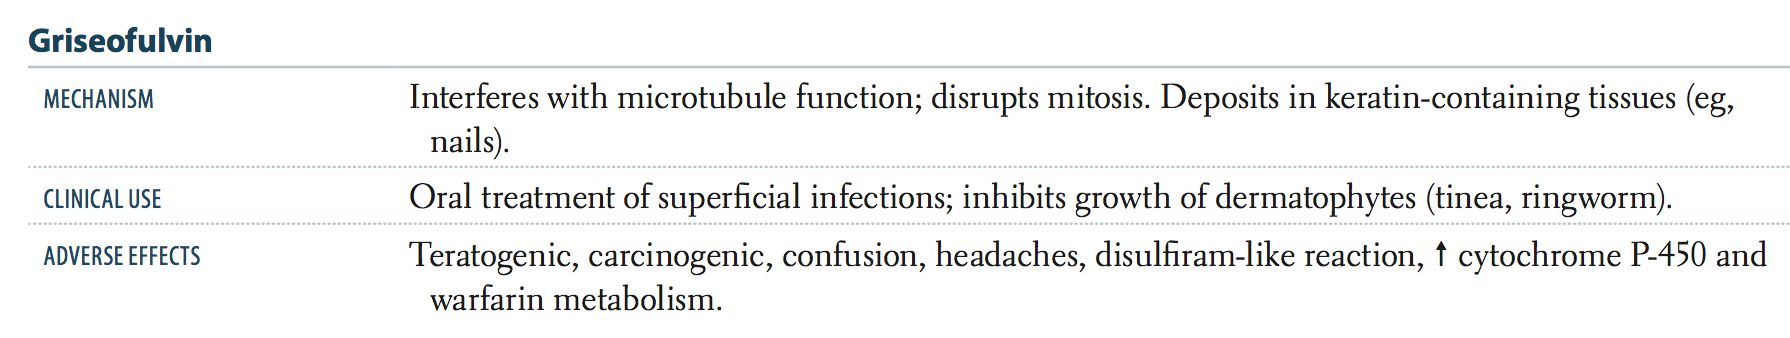 Griseofulvin
MECHANISM Interferes with microtubule function; disrupts mitosis. Deposits in keratin-containing tissues (eg,
nails).
CLINICAL USE Oral treatment of superficial infections; inhibits growth of dermatophytes (tinea, ringworm).
ADVERSE EFFECTS Teratogenic, carcinogenic, confusion, headaches, disulfiram-like reaction, ↑ cytochrome P-450 and
warfarin metabolism.